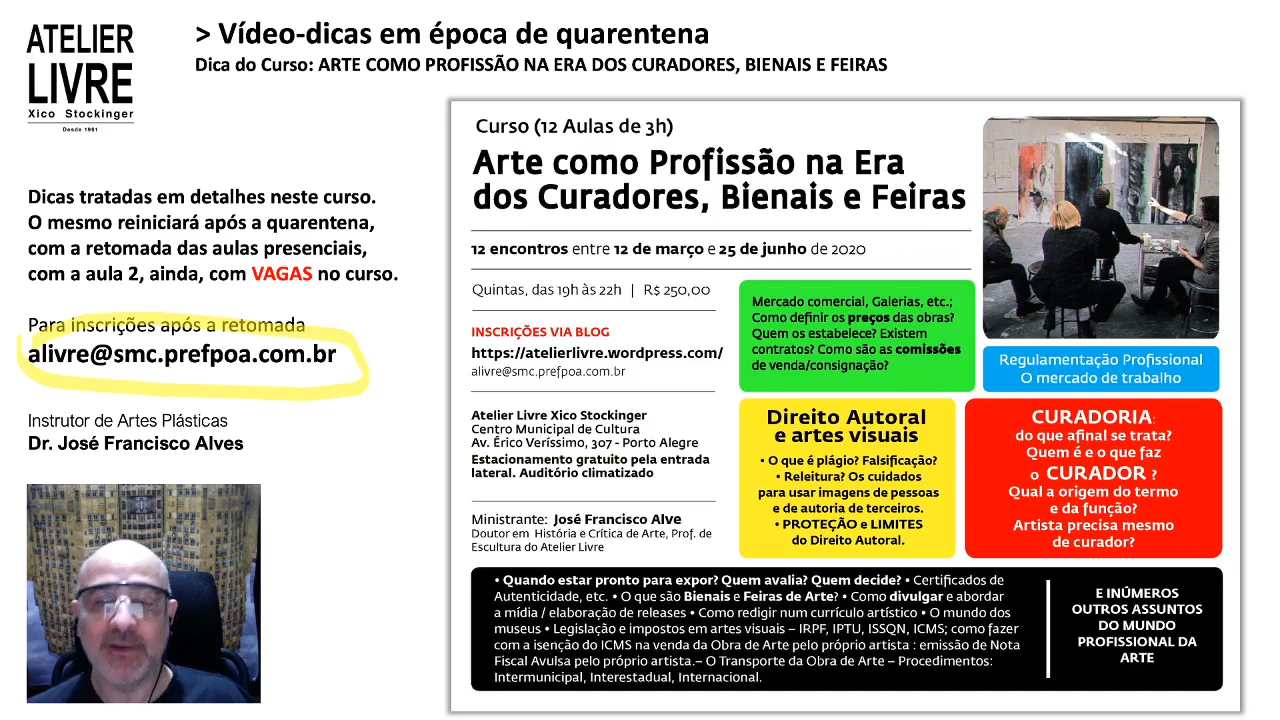 ATELIER
LIVRE
Xico Stockinger
Desde 1961
> Vídeo-dicas em época de quarentena
Dica do Curso: ARTE COMO PROFISSÃO NA ERA DOS CURADORES, BIENAIS E FEIRAS
Dicas tratadas em detalhes neste curso.
O mesmo reiniciará após a quarentena,
com a retomada das aulas presenciais,
com a aula 2, ainda, com VAGAS no curso.
Para inscrições após a retomada
alivre@smc.prefpoa.com.br
Instrutor de Artes Plásticas
Dr. José Francisco Alves
Curso (12 Aulas de 3h)
Arte como Profissão na Era
dos Curadores, Bienais e Feiras
12 encontros entre 12 de março e 25 de junho de 2020
Quintas, das 19h às 22h | R$ 250,00
INSCRIÇÕES VIA BLOG
https://atelierlivre.wordpress.com/
alivre@smc.prefpoa.com.br
Atelier Livre Xico Stockinger
Centro Municipal de Cultura
Av. Érico Veríssimo, 307 - Porto Alegre
Estacionamento gratuito pela entrada
lateral. Auditório climatizado
Ministrante: José Francisco Alve
Doutor em História e Crítica de Arte, Prof. de
Escultura do Atelier Livre
Mercado comercial, Galerias, etc.;
Como definir os preços das obras?
Quem os estabelece? Existem
contratos? Como são as comissões
de venda/consignação?
Regulamentação Profissional
O mercado de trabalho
Direito Autoral
e artes visuais
• O que é plágio? Falsificação?
• Releitura? Os cuidados
para usar imagens de pessoas
e de autoria de terceiros.
• PROTEÇÃO e LIMITES
do Direito Autoral.
CURADORIA:
do que afinal se trata?
Quem é e o que faz
o CURADOR ?
Qual a origem do termo
e da função?
Artista precisa mesmo
de curador?
• Quando estar pronto para expor? Quem avalia? Quem decide? • Certificados de
Autenticidade, etc. • O que são Bienais e Feiras de Arte? • Como divulgar e abordar
a mídia / elaboração de releases • Como redigir num currículo artístico • O mundo dos
museus • Legislação e impostos em artes visuais – IRPF, IPTU, ISSQN, ICMS; como fazer
com a isenção do ICMS na venda da Obra de Arte pelo próprio artista : emissão de Nota
Fiscal Avulsa pelo próprio artista.– O Transporte da Obra de Arte – Procedimentos:
Intermunicipal, Interestadual, Internacional.
E INÚMEROS
OUTROS ASSUNTOS
DO MUNDO
PROFISSIONAL DA
ARTE